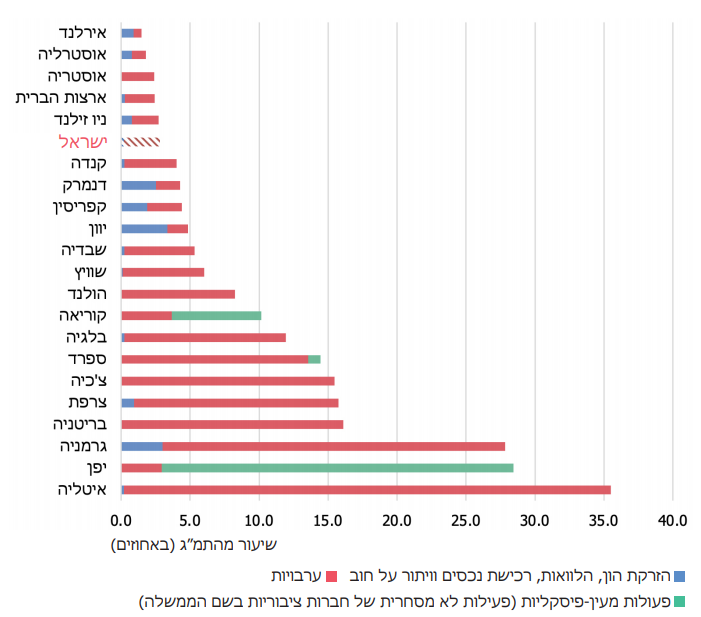 אירלנד
אוסטרליה
אוסטריה
ארצות הברית
ניו זילנד
ישראל
קנדה
דנמרק
קפריסין
יוון
שבדיה
שוויץ
הולנד
קוריאה
בלגיה
ספרד
צ'כיה
צרפת
בריטניה
גרמניה
יפן
איטליה
0.0 5.0 10.0 15.0 20.0 25.0 30.0 35.0 40.0
שיעור מהתמ"ג (באחוזים)
הזרקת הון, הלוואות, רכישת נכסים וויתור על חוב ערבויות
פעולות מעין-פיסקליות (פעילות לא מסחרית של חברות ציבוריות בשם הממשלה)